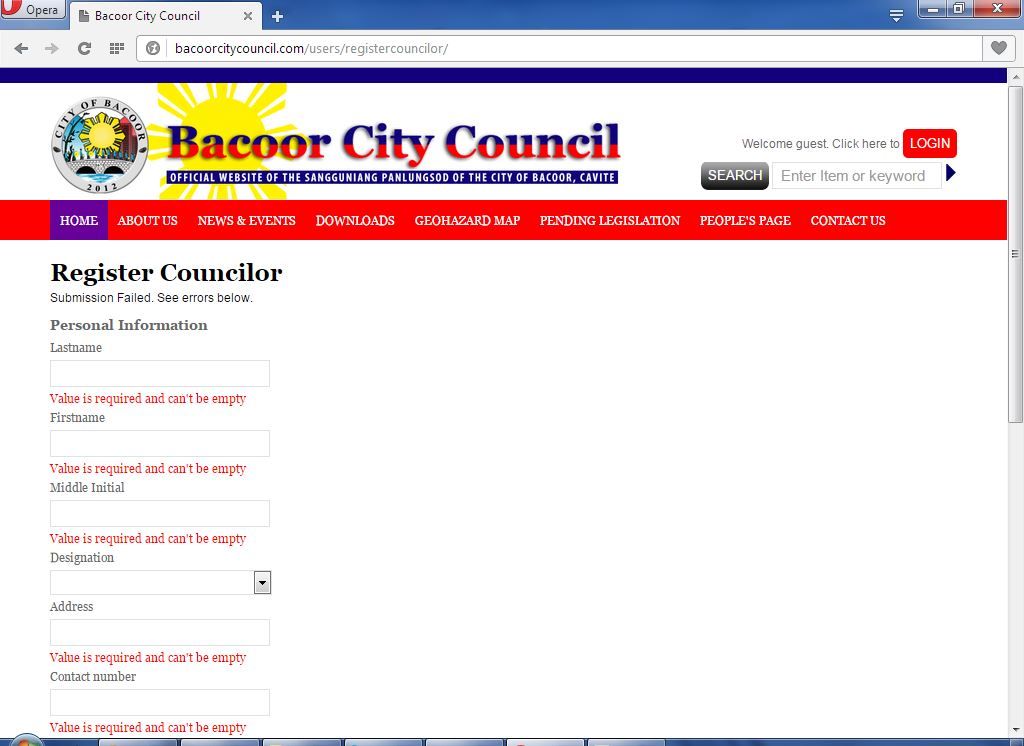 Opera
Bacoor City Council
bacoorcitycouncil.com/users/registercouncilor/
CITY OF BACOOR
2012
Bacoor City Council
OFFICIAL WEBSITE OF THE SANGGUNIANG PANLUNGSOD OF THE CITY OF BACOOR, CAVITE
Welcome guest. Click here to LOGIN
SEARCH Enter Item or keyword
HOME ABOUT US NEWS & EVENTS DOWNLOADS GEOHAZARD MAP PENDING LEGISLATION PEOPLE'S PAGE CONTACT US
Register Councilor
Submission Failed. See errors below.
Personal Information
Lastname
Value is required and can't be empty
Firstname
Value is required and can't be empty
Middle Initial
Value is required and can't be empty
Designation
Address
Value is required and can't be empty
Contact number
Value is required and can't be empty